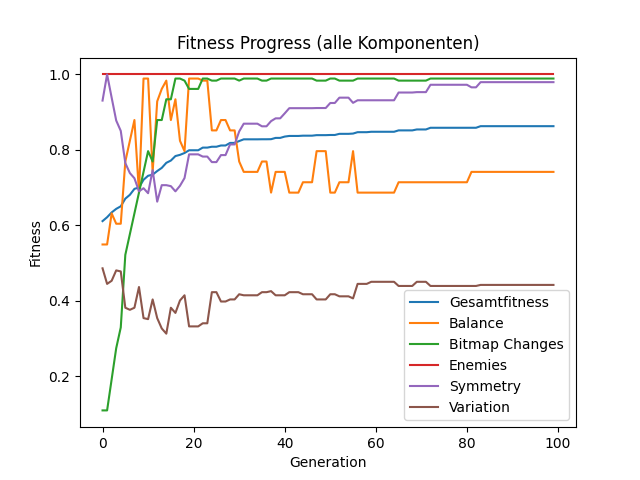 Fitness Progress (alle Komponenten)
Fitness
1.0
0.8
0.6
0.4
0.2
0 20 40 60 80 100
Generation
Gesamtfitness
Balance
Bitmap Changes
Enemies
Symmetry
Variation